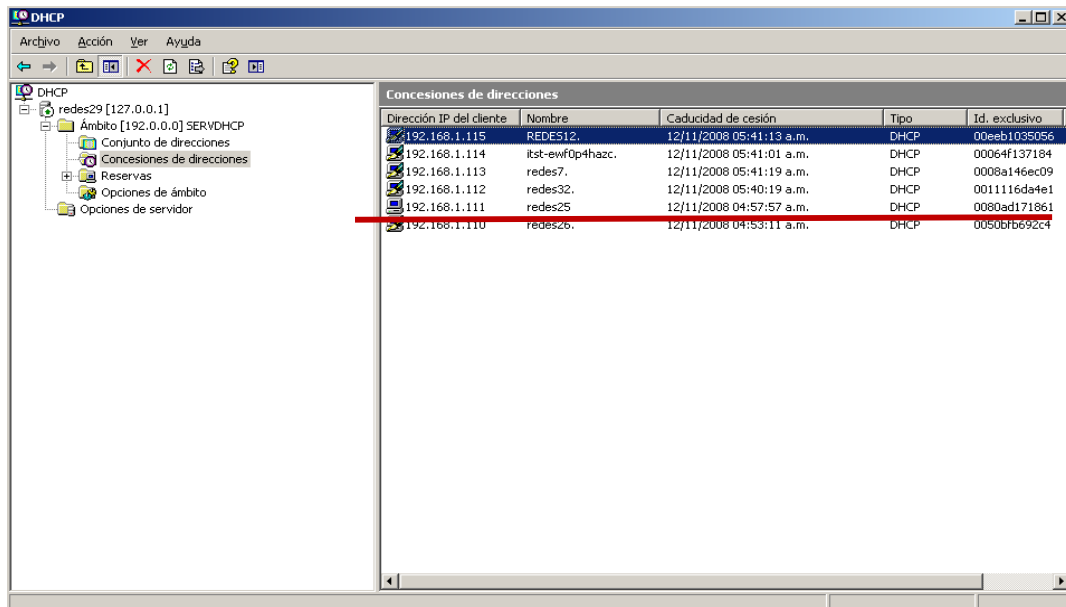 DHCP
Archivo Acción Ver Ayuda
DHCP
redes29 [127.0.0.1]
Ámbito [192.0.0.0] SERVDHCP
Conjunto de direcciones
Concesiones de direcciones
Reservas
Opciones de ámbito
Opciones de servidor
Concesiones de direcciones
Dirección IP del cliente Nombre Caducidad de cesión Tipo Id. exclusivo
192.168.1.115 REDES12. 12/11/2008 05:41:13 a.m. DHCP 00eeb1035056
192.168.1.114 itst-ewf0p4hazc. 12/11/2008 05:41:01 a.m. DHCP 00064f137184
192.168.1.113 redes7. 12/11/2008 05:41:19 a.m. DHCP 0008a146ec09
192.168.1.112 redes32. 12/11/2008 05:40:19 a.m. DHCP 0011116da4e1
192.168.1.111 redes25 12/11/2008 04:57:57 a.m. DHCP 0080ad171861
192.168.1.110 redes26. 12/11/2008 04:53:11 a.m. DHCP 0050bfb692c4